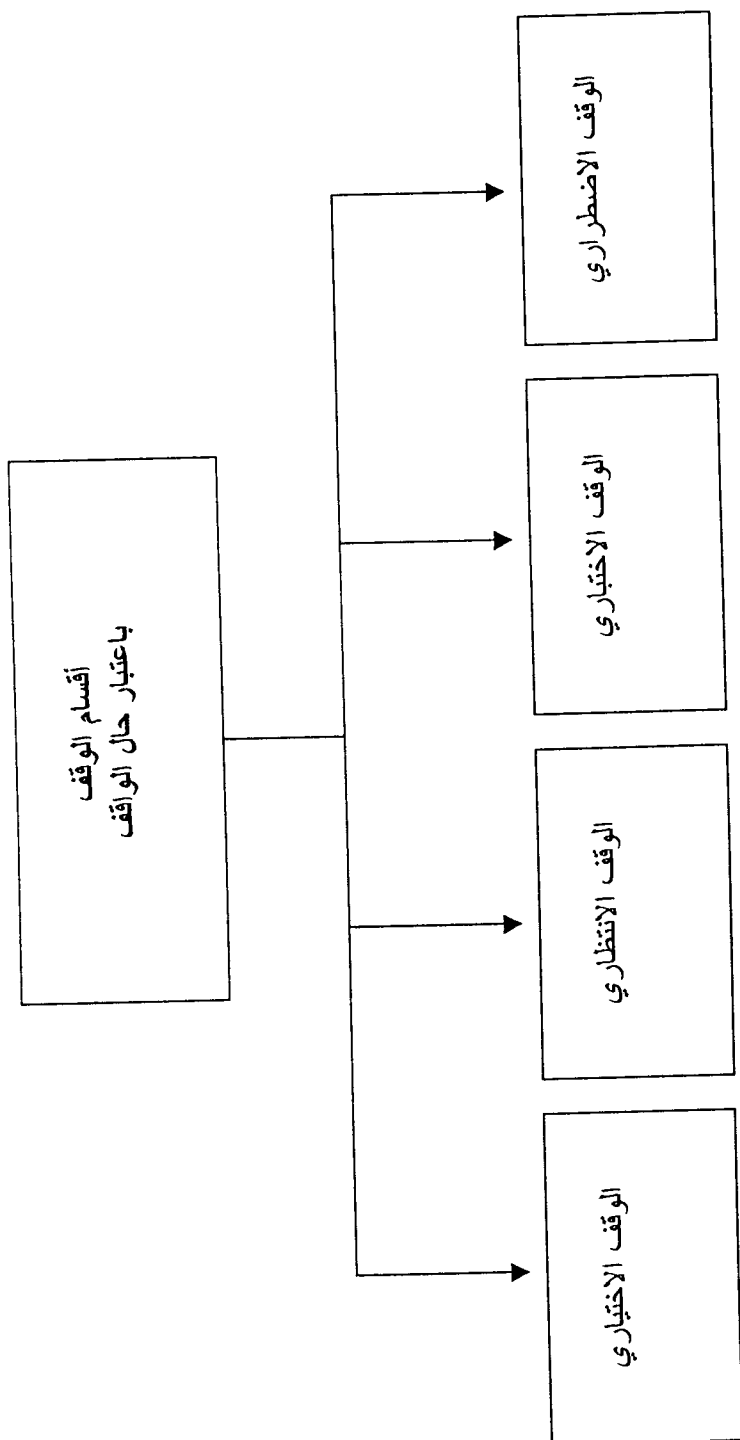 أقسام الوقف
باعتبار حال الواقف
الوقف الاضطراري
الوقف الاختباري
الوقف الانتظاري
الوقف الاختياري